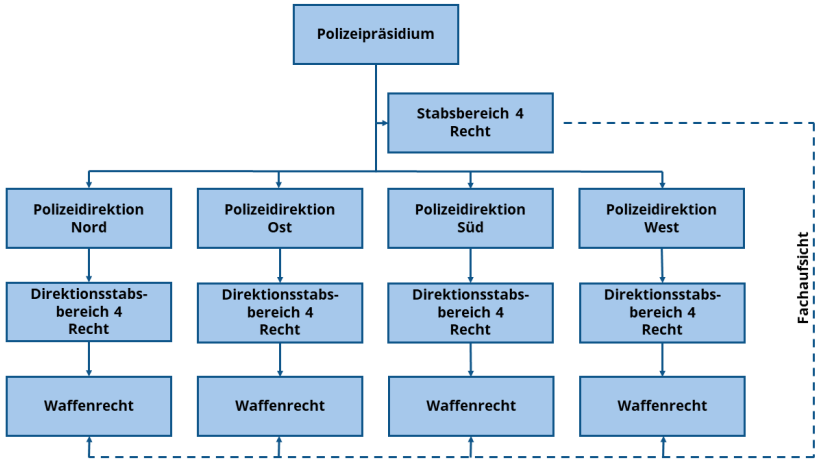 Polizeipräsidium
Stabsbereich 4
Recht
Polizeidirektion
Nord
Polizeidirektion
Ost
Polizeidirektion
Süd
Polizeidirektion
West
Direktionsstabs-
bereich 4
Recht
Direktionsstabs-
bereich 4
Recht
Direktionsstabs-
bereich 4
Recht
Direktionsstabs-
bereich 4
Recht
Waffenrecht
Waffenrecht
Waffenrecht
Waffenrecht
Fachaufsicht